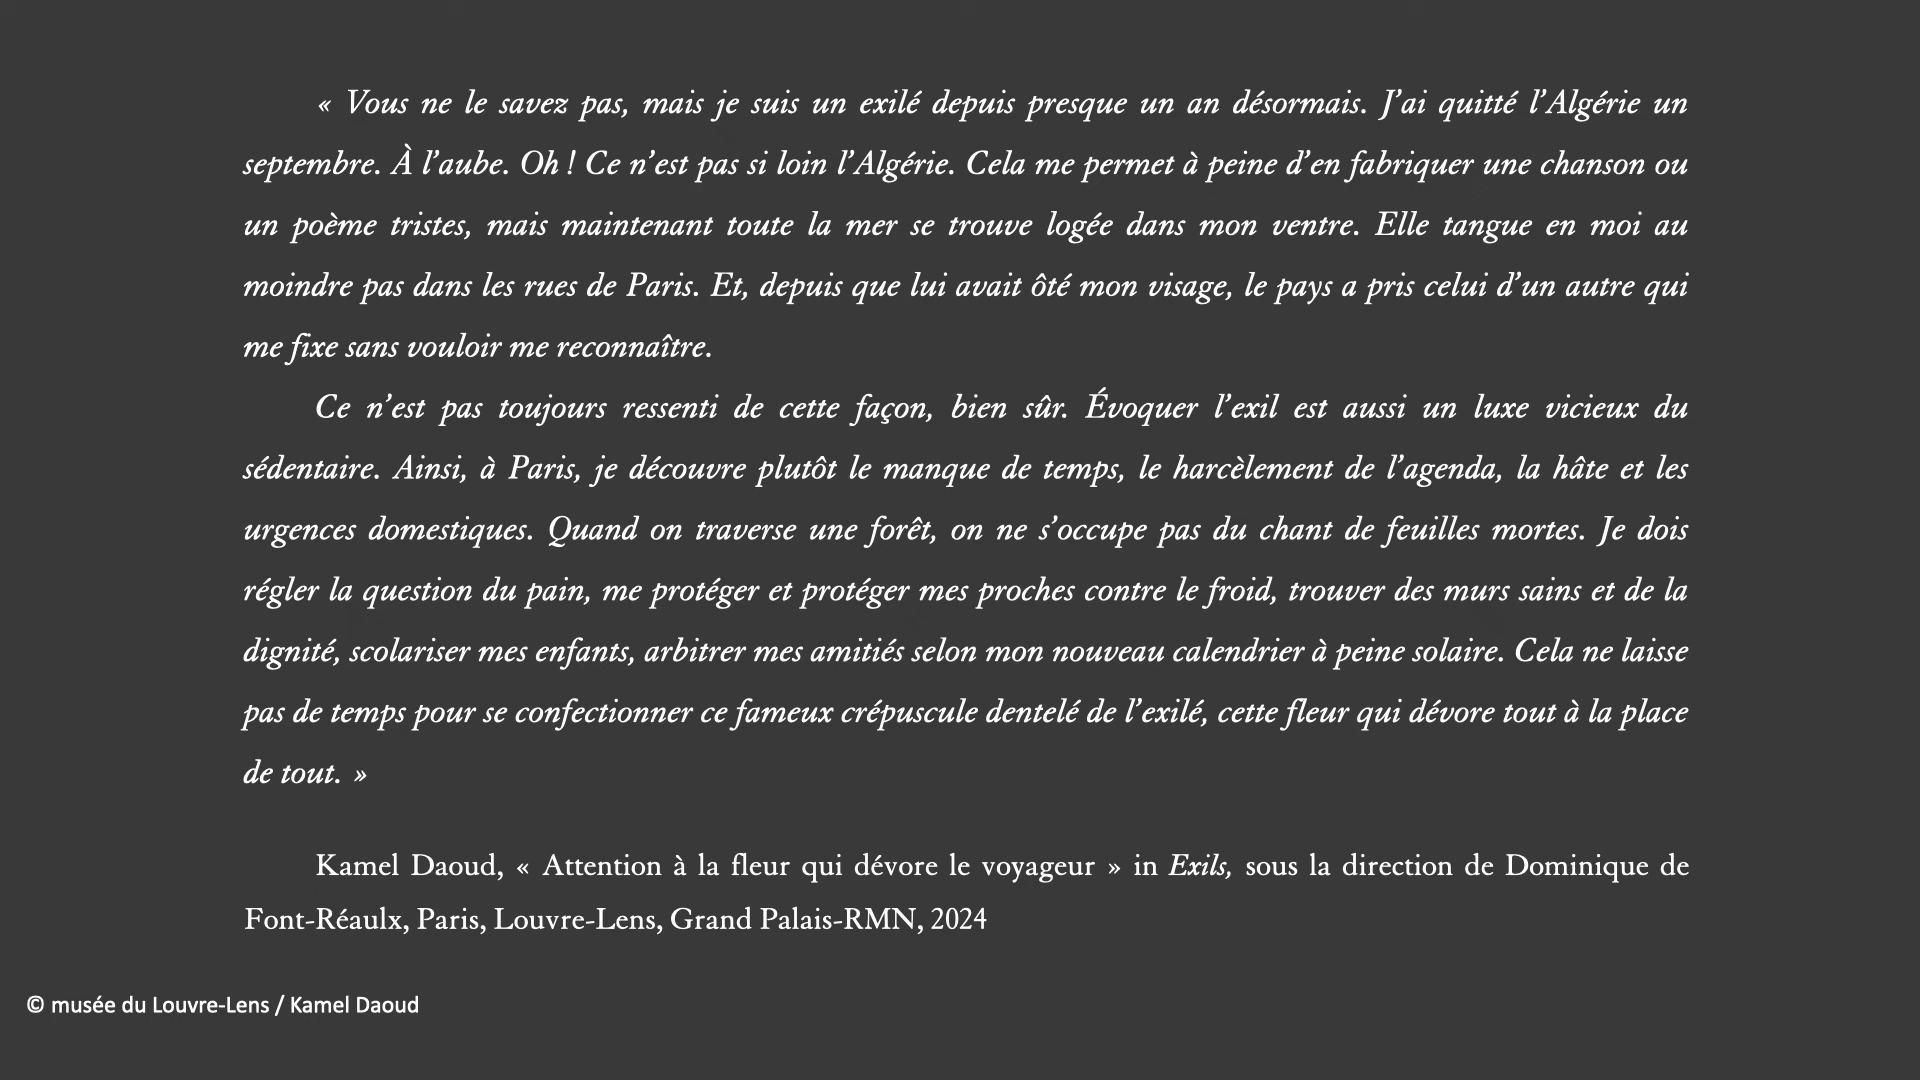 « Vous ne le savez pas, mais je suis un exilé depuis presque un an désormais. J’ai quitté l’Algérie un
septembre. À l’aube. Oh ! Ce n’est pas si loin l’Algérie. Cela me permet à peine d’en fabriquer une chanson ou
un poème tristes, mais maintenant toute la mer se trouve logée dans mon ventre. Elle tangue en moi au
moindre pas dans les rues de Paris. Et, depuis que lui avait ôté mon visage, le pays a pris celui d’un autre qui
me fixe sans vouloir me reconnaître.
Ce n’est pas toujours ressenti de cette façon, bien sûr. Évoquer l’exil est aussi un luxe vicieux du
sédentaire. Ainsi, à Paris, je découvre plutôt le manque de temps, le harcèlement de l’agenda, la hâte et les
urgences domestiques. Quand on traverse une forêt, on ne s’occupe pas du chant de feuilles mortes. Je dois
régler la question du pain, me protéger et protéger mes proches contre le froid, trouver des murs sains et de la
dignité, scolariser mes enfants, arbitrer mes amitiés selon mon nouveau calendrier à peine solaire. Cela ne laisse
pas de temps pour se confectionner ce fameux crépuscule dentelé de l’exilé, cette fleur qui dévore tout à la place
de tout. »
Kamel Daoud, « Attention à la fleur qui dévore le voyageur » in Exils, sous la direction de Dominique de
Font-Réaulx, Paris, Louvre-Lens, Grand Palais-RMN, 2024
© musée du Louvre-Lens / Kamel Daoud